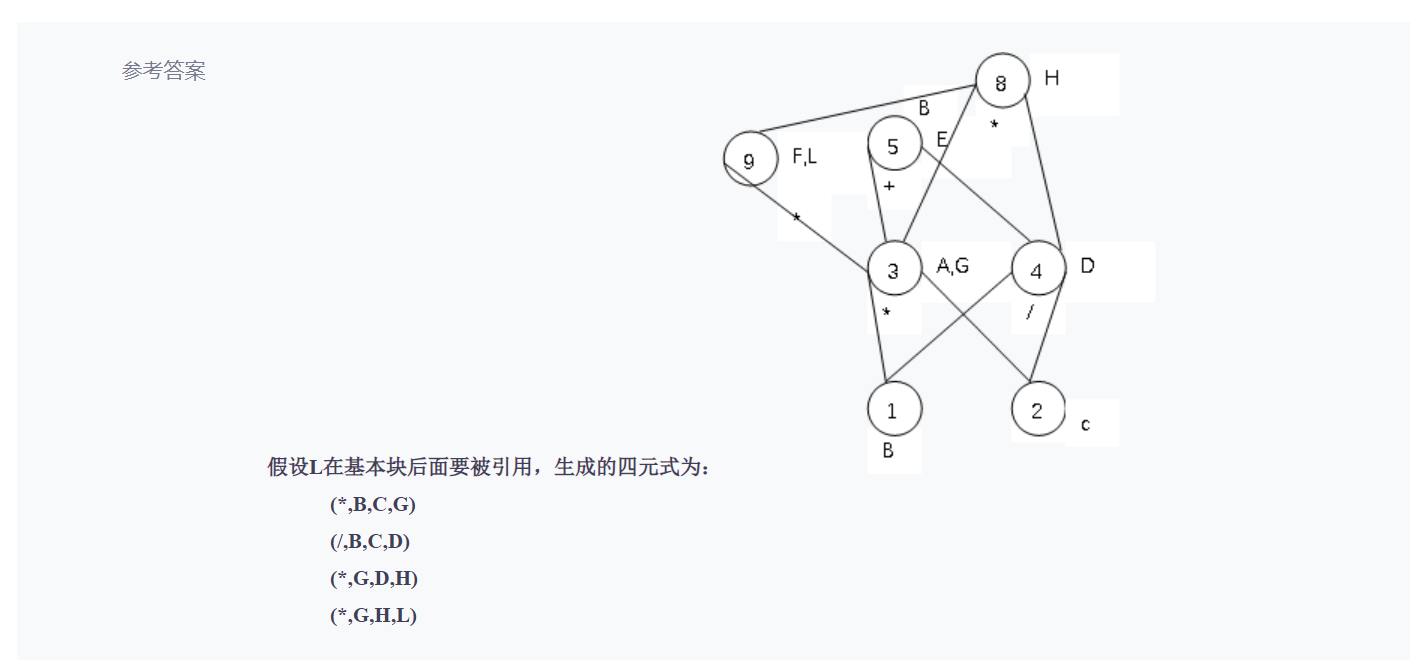 参考答案
8
H
*
B
5
E
+
9
F,L
*
3
A,G
*
4
D
/
1
B
2
c
假设L在基本块后面要被引用，生成的四元式为：
(*,B,C,G)
(/,B,C,D)
(*,G,D,H)
(*,G,H,L)